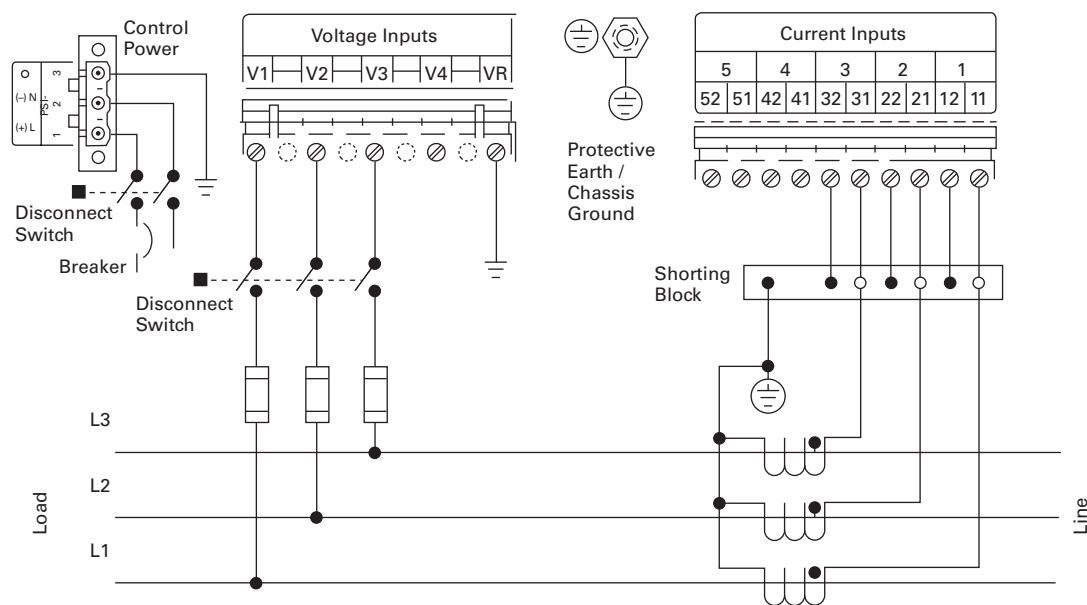 Control
Power
3
2
1
PS1-
(–) N
(+) L
Disconnect
Switch
Breaker
Voltage Inputs
V1 V2 V3 V4 VR
Disconnect
Switch
Protective
Earth /
Chassis
Ground
Current Inputs
5 4 3 2 1
52 51 42 41 32 31 22 21 12 11
Shorting
Block
L3
L2
L1
Load
Line